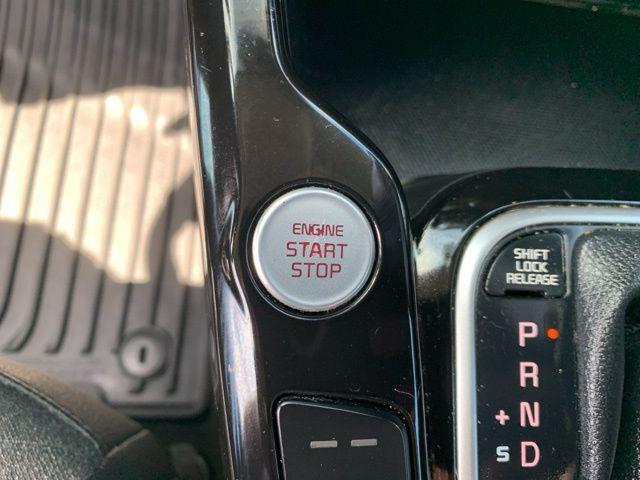 ENGINE
START
STOP
SHIFT
LOCK
RELEASE
P
R
+ N
S D